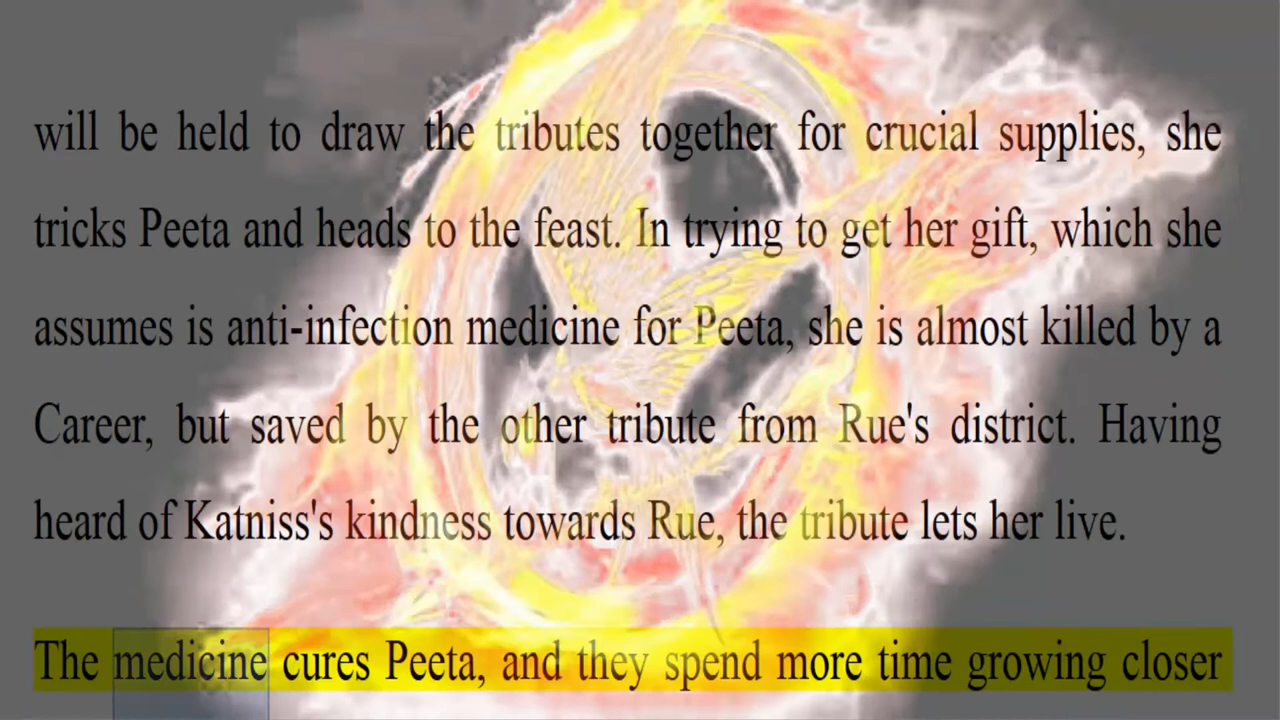 will be held to draw the tributes together for crucial supplies, she
tricks Peeta and heads to the feast. In trying to get her gift, which she
assumes is anti-infection medicine for Peeta, she is almost killed by a
Career, but saved by the other tribute from Rue's district. Having
heard of Katniss's kindness towards Rue, the tribute lets her live.
The medicine cures Peeta, and they spend more time growing closer